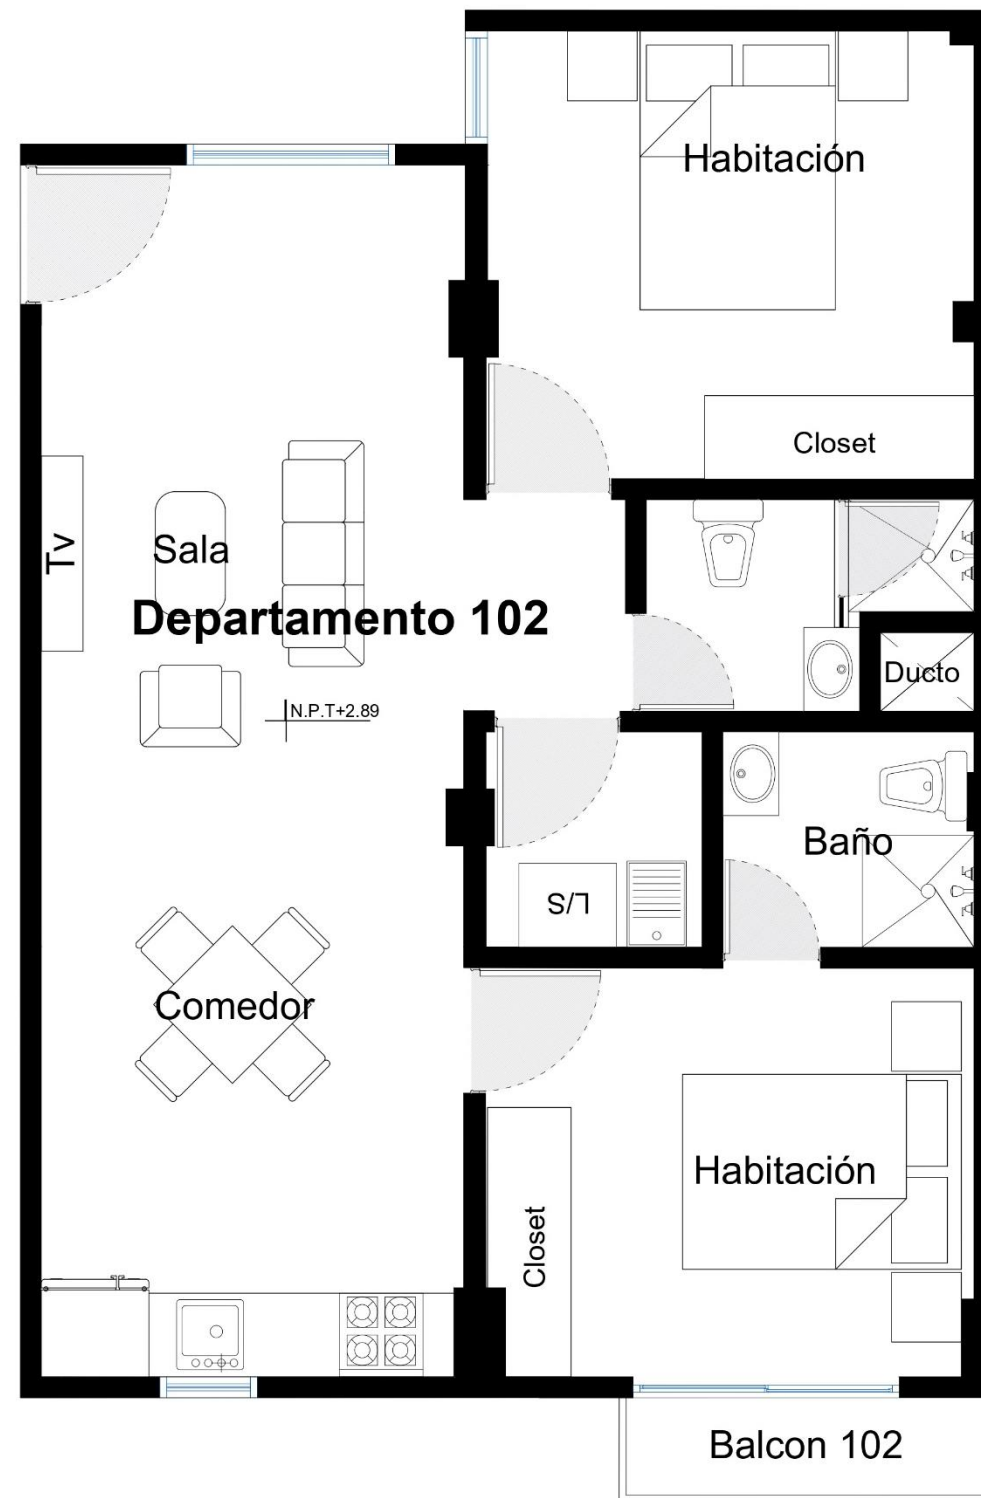 Habitación
Closet
Tv
Sala
Departamento 102
Ducto
N.P.T+2.89
Baño
L/S
Comedor
Habitación
Closet
Balcon 102